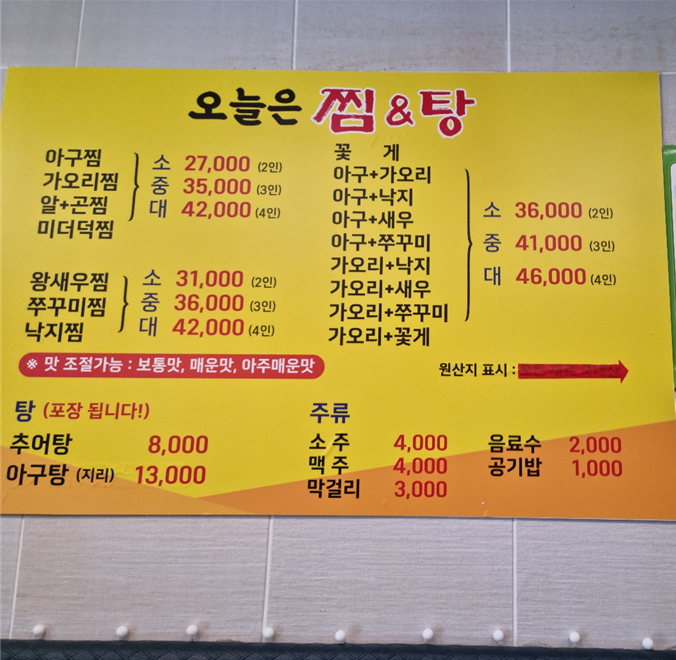 오늘은 찜&탕
아구찜
가오리찜
알+곤찜
미더덕찜
소 27,000 (2인)
중 35,000 (3인)
대 42,000 (4인)
왕새우찜
쭈꾸미찜
낙지찜
소 31,000 (2인)
중 36,000 (3인)
대 42,000 (4인)
꽃 게
아구+가오리
아구+낙지
아구+새우
아구+쭈꾸미
가오리+낙지
가오리+새우
가오리+쭈꾸미
가오리+꽃게
소 36,000 (2인)
중 41,000 (3인)
대 46,000 (4인)
※ 맛 조절가능 : 보통맛, 매운맛, 아주매운맛
원산지 표시 :
탕 (포장 됩니다!)
추어탕 8,000
아구탕 (지리) 13,000
주류
소 주 4,000
맥 주 4,000
막걸리 3,000
음료수 2,000
공기밥 1,000